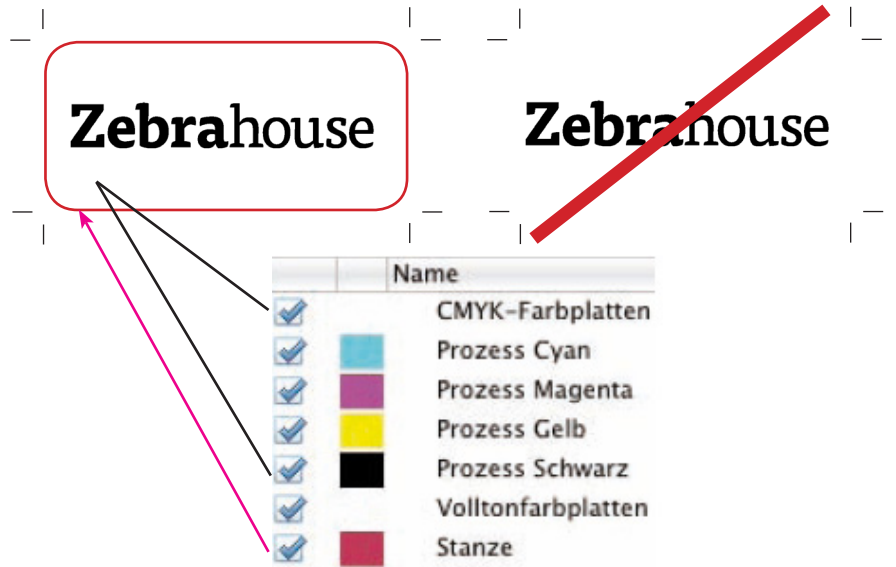 Zebrahouse
Zebrahouse
Name
CMYK-Farbplatten
Prozess Cyan
Prozess Magenta
Prozess Gelb
Prozess Schwarz
Volltonfarbplatten
Stanze